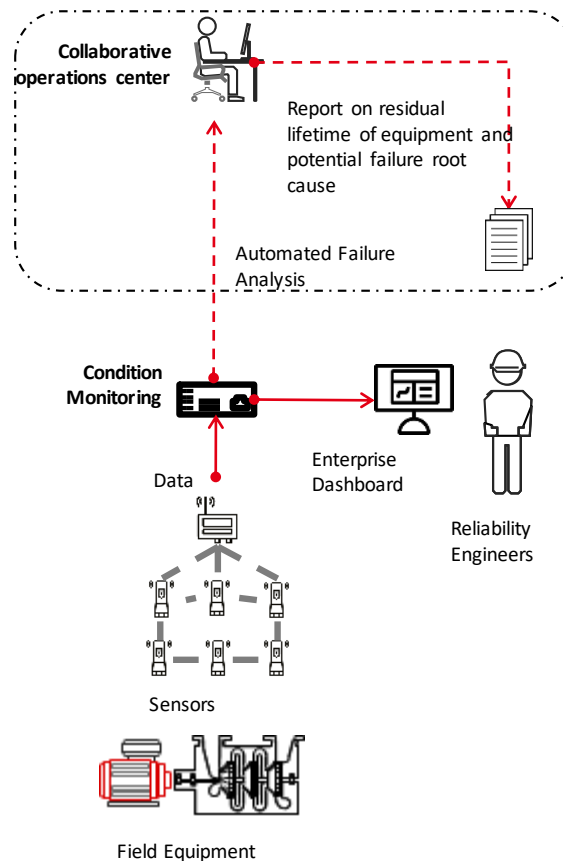 Collaborative
operations center
Report on residual
lifetime of equipment and
potential failure root
cause
Automated Failure
Analysis
Condition
Monitoring
Enterprise
Dashboard
Data
Reliability
Engineers
Sensors
Field Equipment